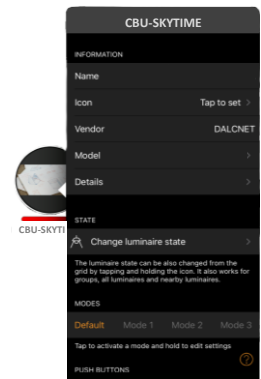 CBU-SKYTIME
INFORMATION
Name
Icon Tap to set >
Vendor DALCNET
Model >
Details >
CBU-SKYTI
STATE
Change luminaire state >
The luminaire state can be also changed from the
grid by tapping and holding the icon. It also works for
groups, all luminaires and nearby luminaires.
MODES
Default Mode 1 Mode 2 Mode 3
Tap to activate a mode and hold to edit settings
?
PUSH BUTTONS